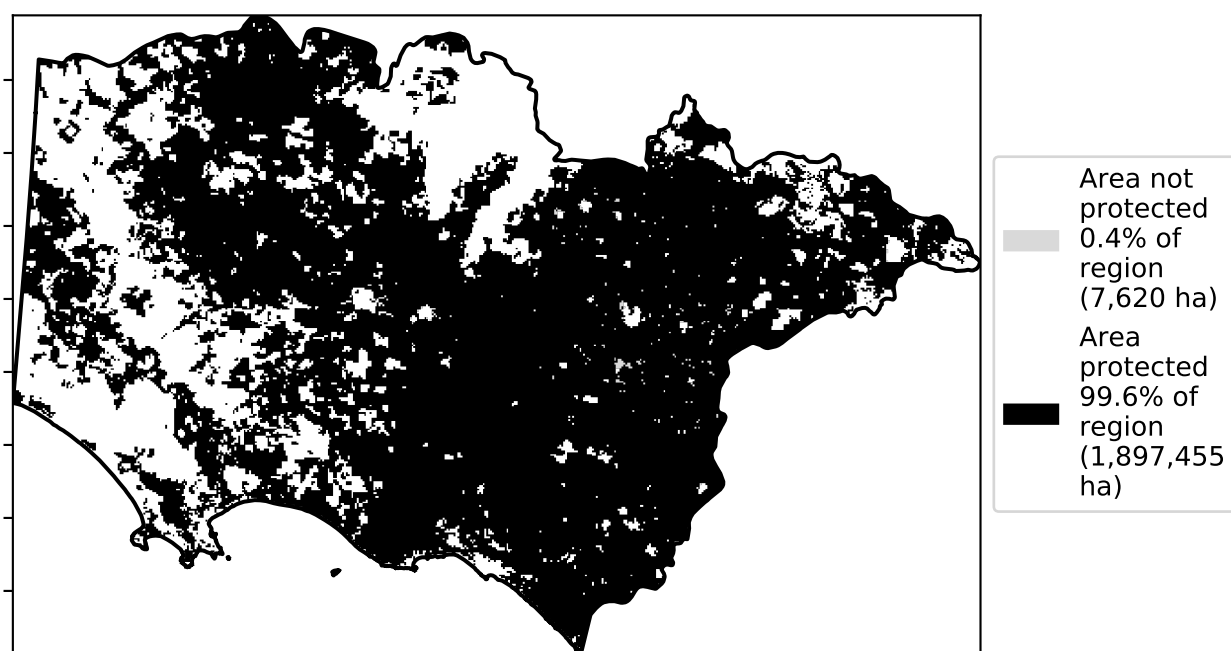 Area not
protected
0.4% of
region
(7,620 ha)
Area
protected
99.6% of
region
(1,897,455
ha)